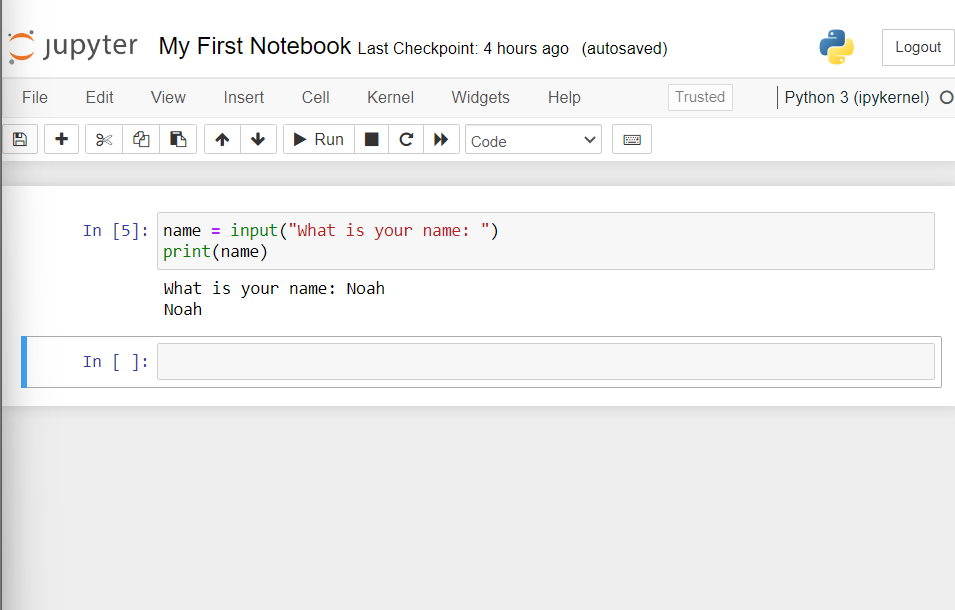 jupyter My First Notebook Last Checkpoint: 4 hours ago (autosaved) Logout
File Edit View Insert Cell Kernel Widgets Help Trusted Python 3 (ipykernel)
Run Code
In [5]: name = input("What is your name: ")
print(name)
What is your name: Noah
Noah
In [ ]: